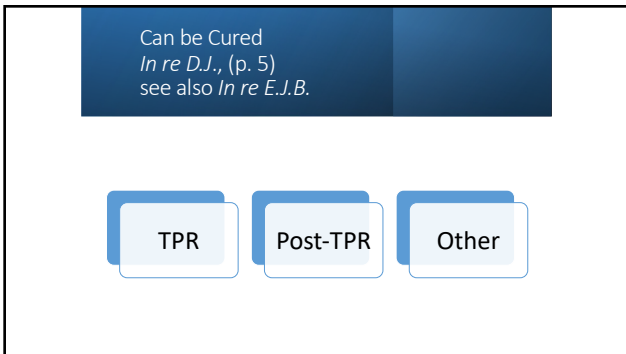 Can be Cured
In re D.J., (p. 5)
see also In re E.J.B.
TPR
Post-TPR
Other